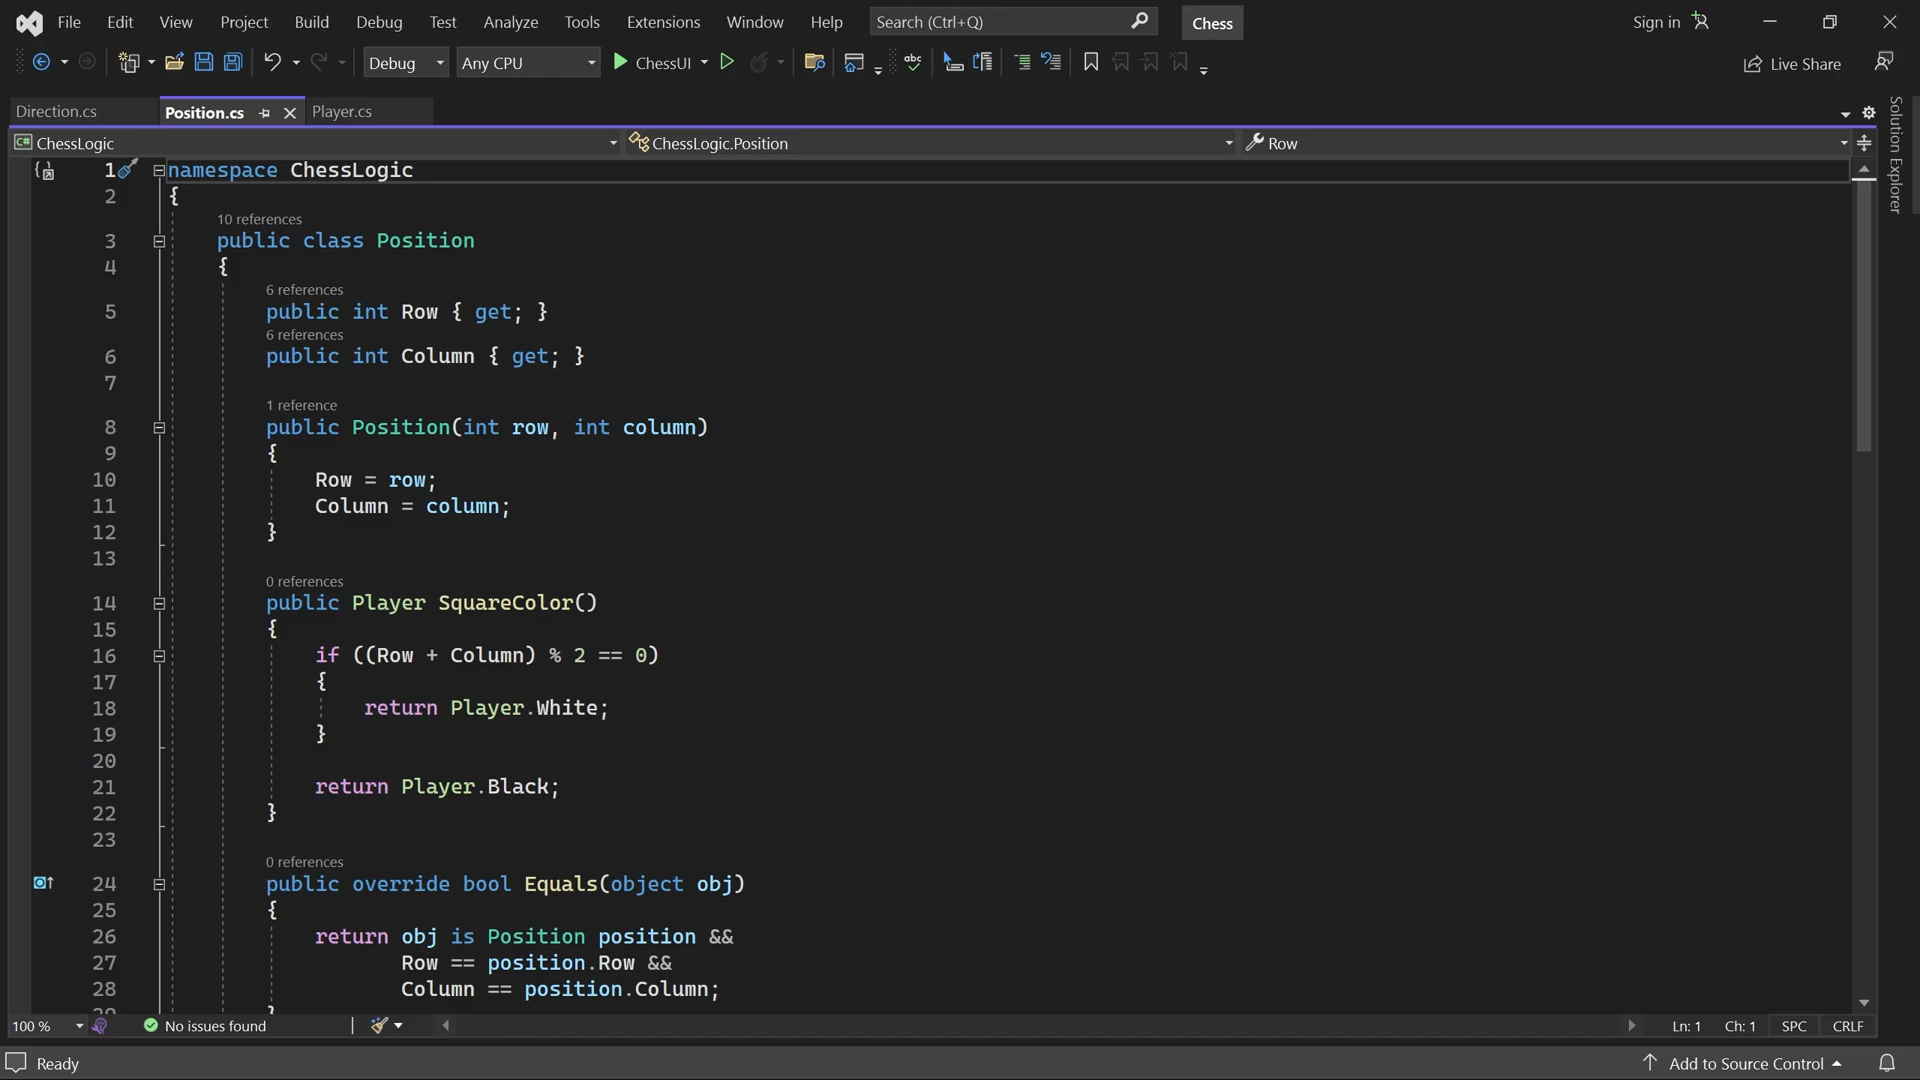 File Edit View Project Build Debug Test Analyze Tools Extensions Window Help Search (Ctrl+Q) Chess Sign in
Debug Any CPU ChessUI Live Share
Direction.cs Position.cs Player.cs
C# ChessLogic ChessLogic.Position Row
Solution Explorer
1 namespace ChessLogic
2 {
10 references
3 public class Position
4 {
6 references
5 public int Row { get; }
6 references
6 public int Column { get; }
7
1 reference
8 public Position(int row, int column)
9 {
10 Row = row;
11 Column = column;
12 }
13
0 references
14 public Player SquareColor()
15 {
16 if ((Row + Column) % 2 == 0)
17 {
18 return Player.White;
19 }
20
21 return Player.Black;
22 }
23
0 references
24 public override bool Equals(object obj)
25 {
26 return obj is Position position &&
27 Row == position.Row &&
28 Column == position.Column;
29 }
100 % No issues found Ln: 1 Ch: 1 SPC CRLF
Ready Add to Source Control